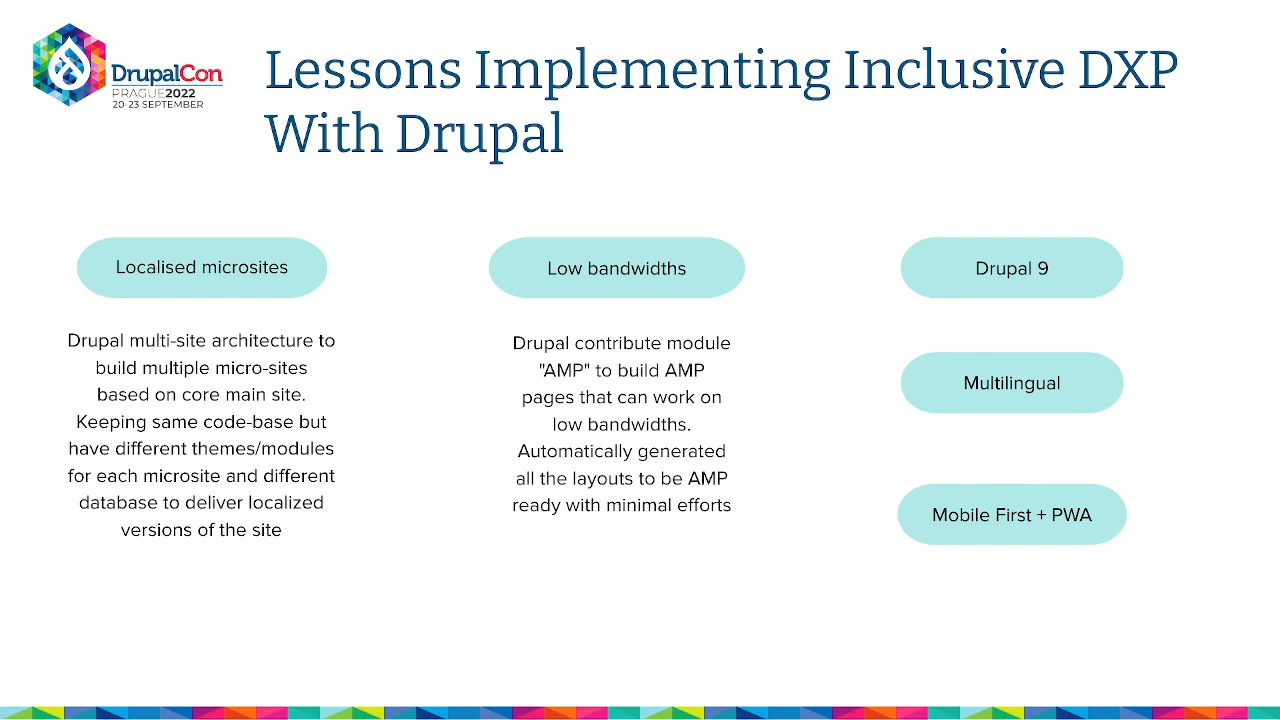 DrupalCon
PRAGUE2022
20-23 SEPTEMBER
Lessons Implementing Inclusive DXP
With Drupal
Localised microsites
Drupal multi-site architecture to
build multiple micro-sites
based on core main site.
Keeping same code-base but
have different themes/modules
for each microsite and different
database to deliver localized
versions of the site
Low bandwidths
Drupal contribute module
"AMP" to build AMP
pages that can work on
low bandwidths.
Automatically generated
all the layouts to be AMP
ready with minimal efforts
Drupal 9
Multilingual
Mobile First + PWA